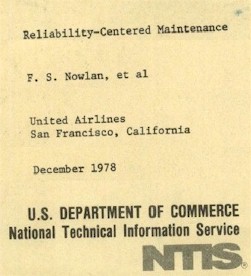 Reliability-Centered Maintenance
F. S. Nowlan, et al
United Airlines
San Francisco, California
December 1978
U.S. DEPARTMENT OF COMMERCE
National Technical Information Service
NTIS
®